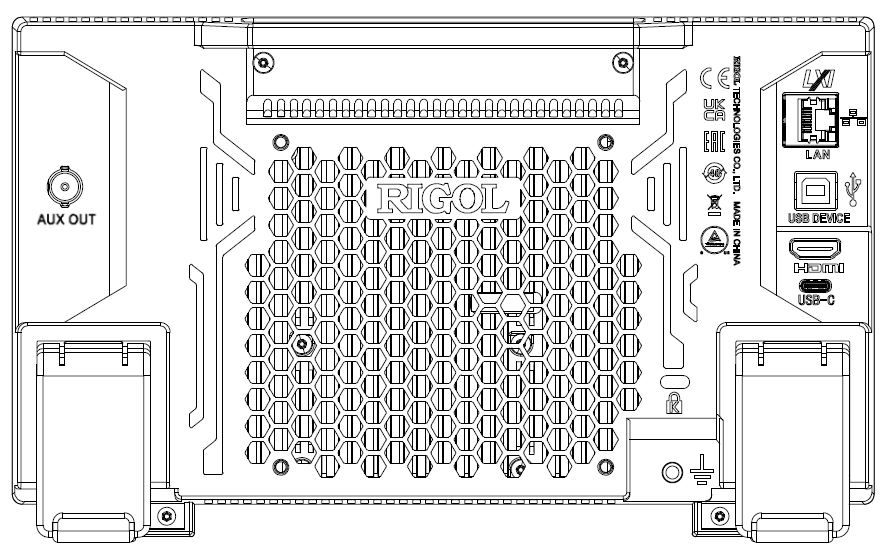 RIGOL
AUX OUT
CE
UK
CA
EAC
40
RIGOL TECHNOLOGIES CO., LTD. MADE IN CHINA
LXI
LAN
USB DEVICE
HDMI
USB-C
K